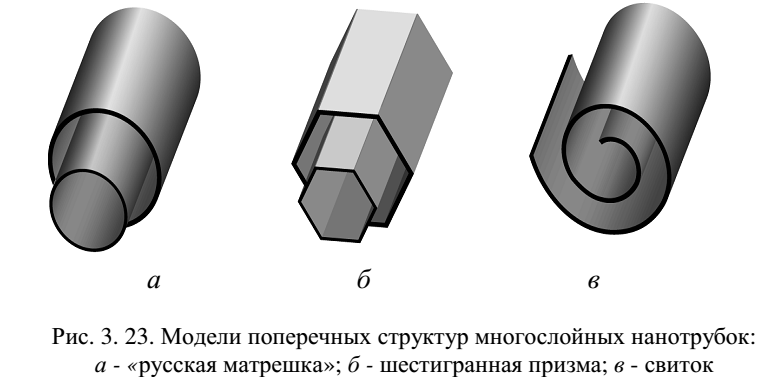 а б в
Рис. 3. 23. Модели поперечных структур многослойных нанотрубок:
а - «русская матрешка»; б - шестигранная призма; в - свиток